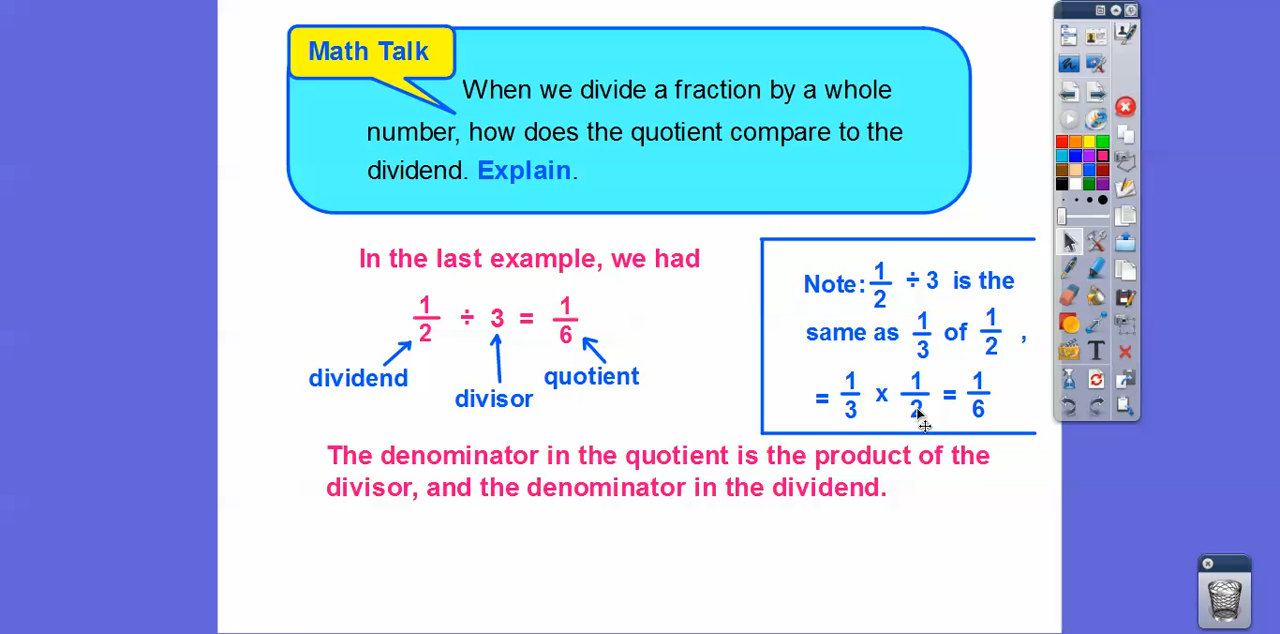 Math Talk
When we divide a fraction by a whole
number, how does the quotient compare to the
dividend. Explain.
In the last example, we had
1/2 ÷ 3 = 1/6
dividend
divisor
quotient
Note: 1/2 ÷ 3 is the
same as 1/3 of 1/2 ,
= 1/3 x 1/2 = 1/6
The denominator in the quotient is the product of the
divisor, and the denominator in the dividend.
T